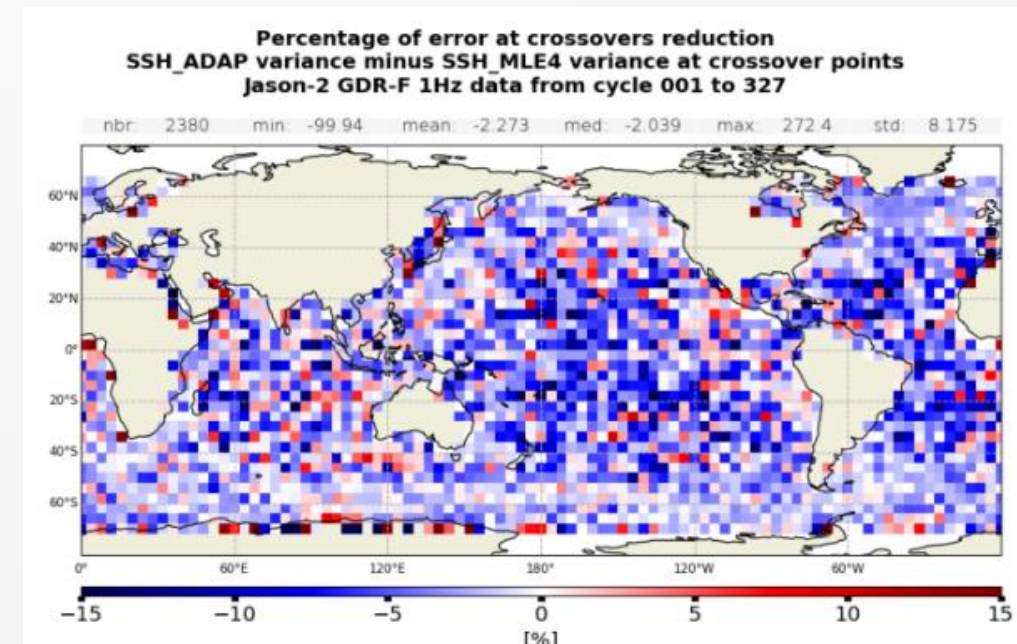 Percentage of error at crossovers reduction
SSH_ADAP variance minus SSH_MLE4 variance at crossover points
Jason-2 GDR-F 1Hz data from cycle 001 to 327
nbr: 2380 min: -99.94 mean: -2.273 med: -2.039 max: 272.4 std: 8.175
60°N
40°N
20°N
0°
20°S
40°S
60°S
0° 60°E 120°E 180° 120°W 60°W
−15 −10 −5 0 5 10 15
[%]